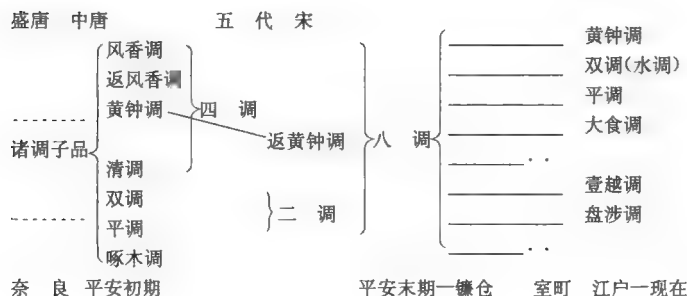 盛唐 中唐 五 代 宋
风香调 黄钟调
返风香调 双调(水调)
黄钟调 四 调 平调
大食调
诸调子品 返黄钟调 八 调
清调 壹越调
双调 二 调 盘涉调
平调
啄木调
奈 良 平安初期 平安末期一镰仓 室町 江户一现在